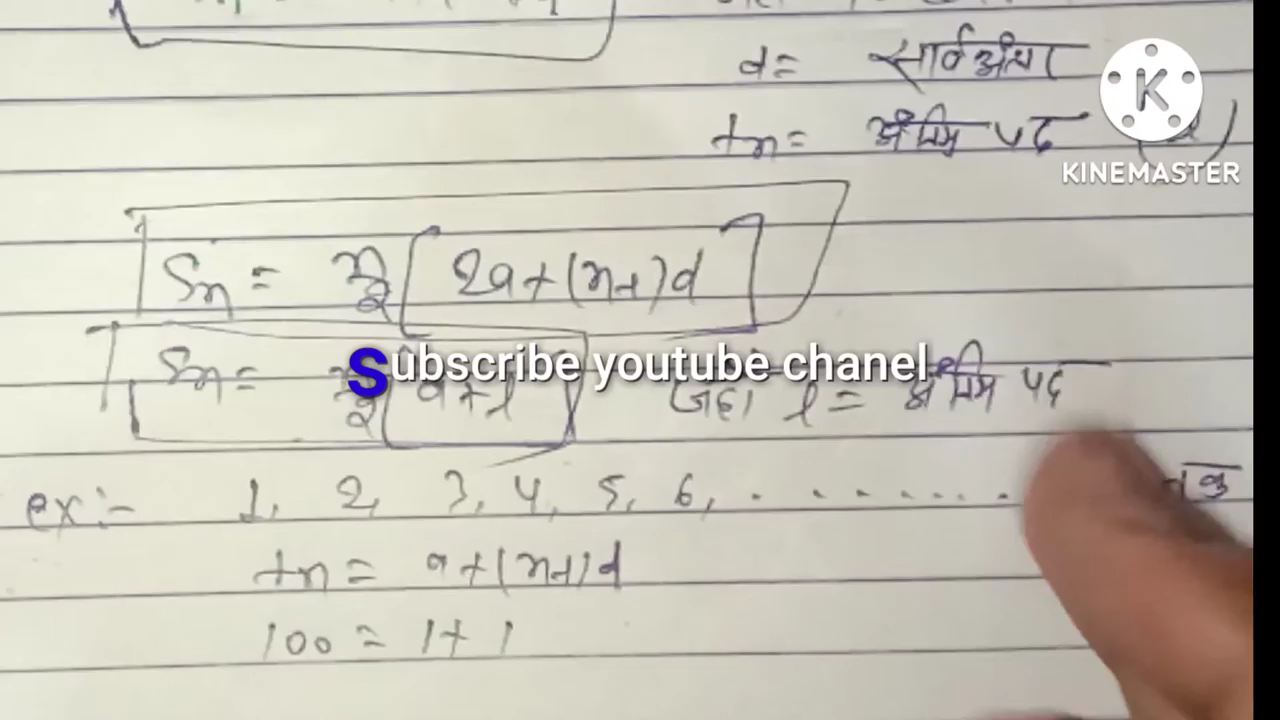 d = सार्वअंतर
tn = अंतिम पद
KINEMASTER
Sn = n/2 [2a+(n-1)d]
Subscribe youtube chanel
Sn = n/2 [a+l] जहां l = अंतिम पद
ex:- 1, 2, 3, 4, 5, 6, . . . . . . . तक
tn = a+(n-1)d
100 = 1+ 1